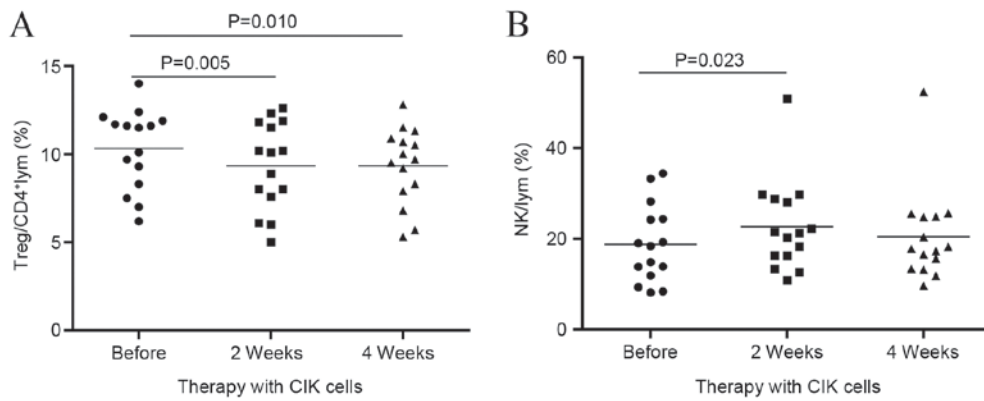 A
P=0.010
P=0.005
Treg/CD4⁺lym (%)
15
10
5
0
Before
2 Weeks
4 Weeks
Therapy with CIK cells
B
P=0.023
NK/lym (%)
60
40
20
0
Before
2 Weeks
4 Weeks
Therapy with CIK cells